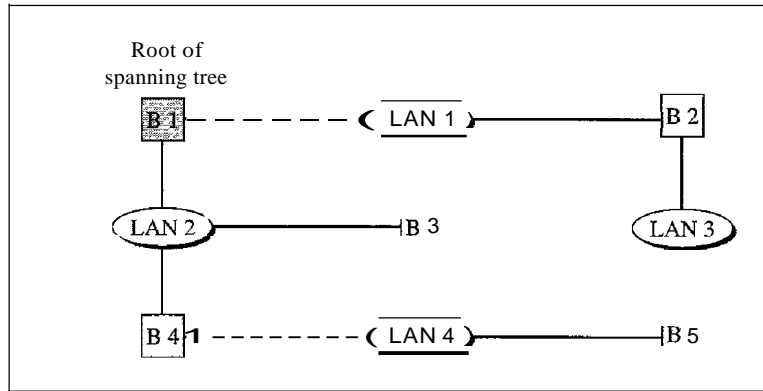 Root of
spanning tree
B 1
LAN 1
B 2
LAN 2
B 3
LAN 3
B 4
LAN 4
B 5